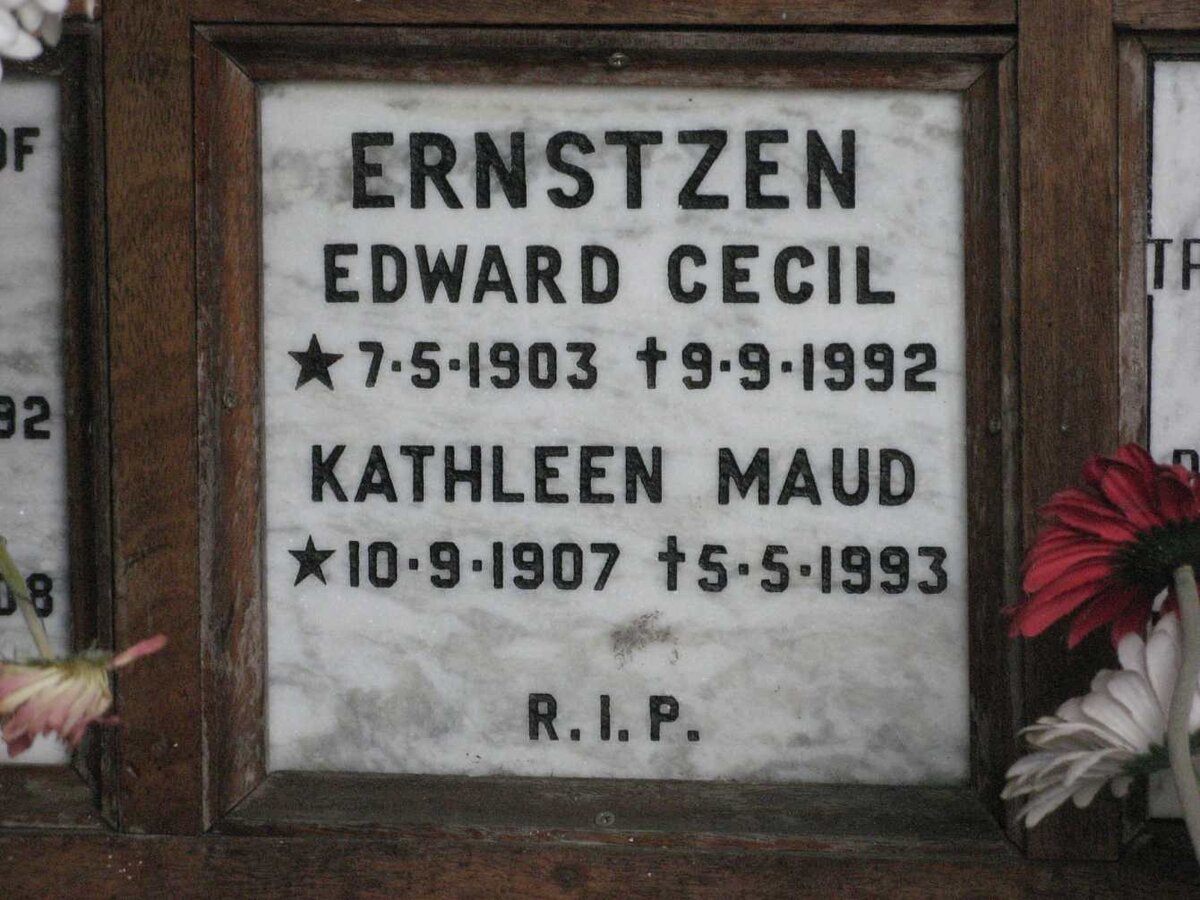 ERNSTZEN
EDWARD CECIL
★ 7·5·1903 † 9·9·1992
KATHLEEN MAUD
★ 10·9·1907 † 5·5·1993
R.I.P.